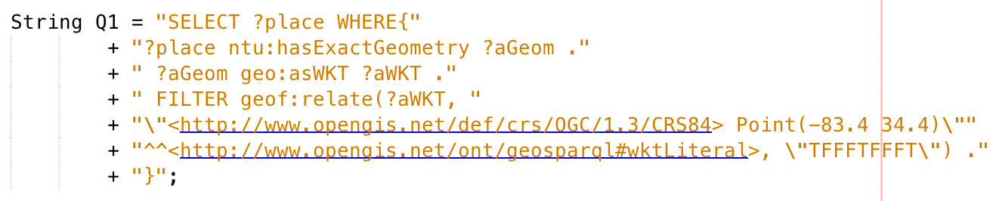 String Q1 = "SELECT ?place WHERE{"
+ "?place ntu:hasExactGeometry ?aGeom ."
+ " ?aGeom geo:asWKT ?aWKT ."
+ " FILTER geof:relate(?aWKT, "
+ "\"<http://www.opengis.net/def/crs/OGC/1.3/CRS84> Point(-83.4 34.4)\""
+ "^^<http://www.opengis.net/ont/geosparql#wktLiteral>, \"TFFFTFFFT\") ."
+ "}";